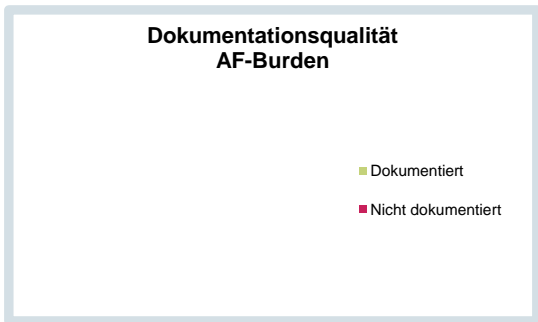 Dokumentationsqualität
AF-Burden
Dokumentiert
Nicht dokumentiert